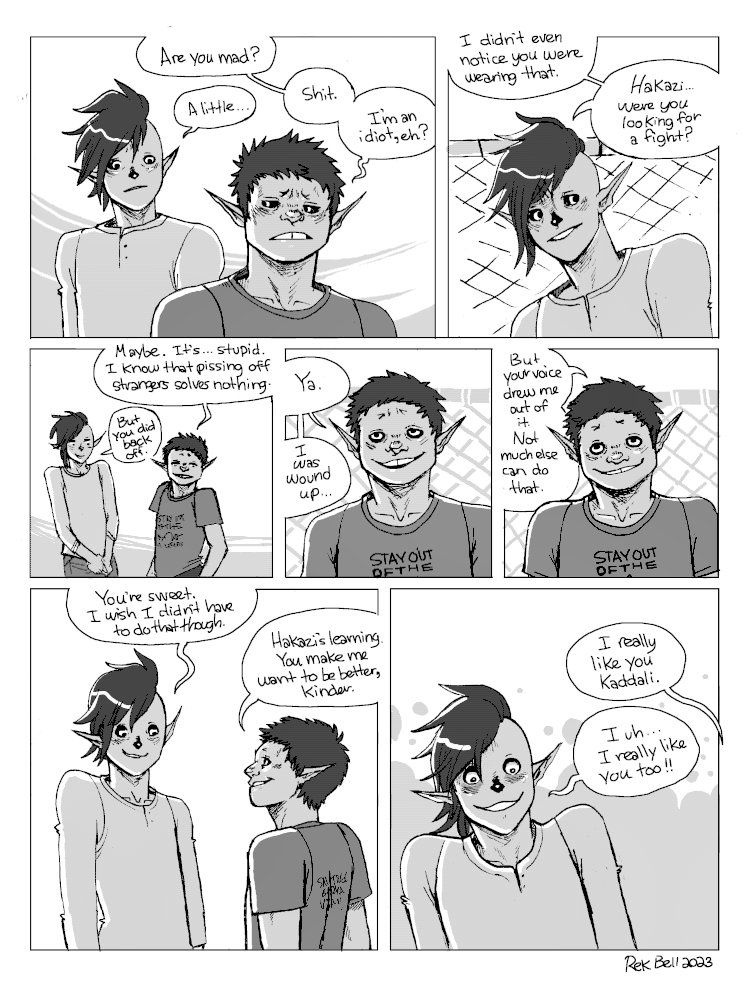 Are you mad?
A little...
Shit.
I'm an
idiot, eh?
I didn't even
notice you were
wearing that.
Hakazi...
were you
looking for
a fight?
Maybe. It's... stupid.
I know that pissing off
strangers solves nothing.
But
you did
back
off.
STAY OUT
OF THE
Ya.
I
was
wound
up...
STAY OUT
OF THE
But
your voice
drew me
out of
it.
Not
much else
can do
that.
STAY OUT
OF THE
You're sweet.
I wish I didn't have
to do that though.
Hakazi's learning.
You make me
want to be better,
Kinder.
I really
like you
Kaddali.
I uh...
I really like
you too!!
Rek Bell 2023